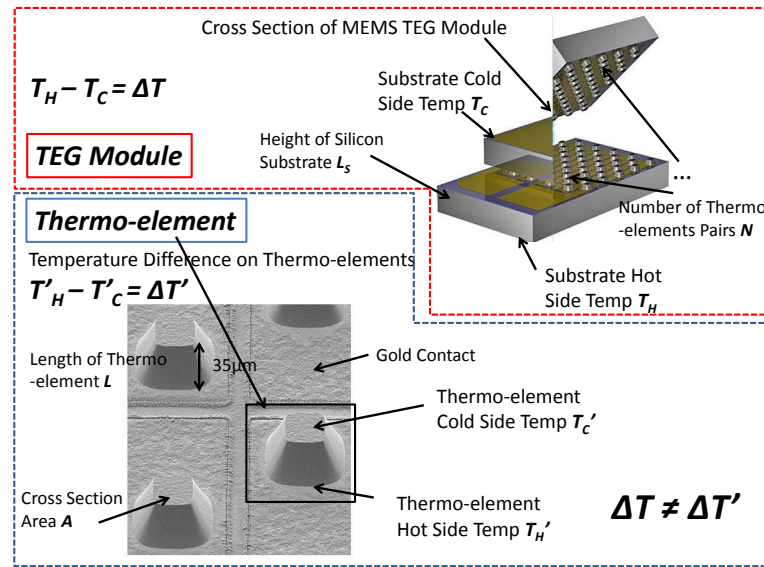 Cross Section of MEMS TEG Module
T_H – T_C = ΔT
Substrate Cold
Side Temp T_C
TEG Module
Height of Silicon
Substrate L_S
...
Number of Thermo
-elements Pairs N
Substrate Hot
Side Temp T_H
Thermo-element
Temperature Difference on Thermo-elements
T'_H – T'_C = ΔT'
Length of Thermo
-element L
35μm
Gold Contact
Thermo-element
Cold Side Temp T_C'
Cross Section
Area A
Thermo-element
Hot Side Temp T_H'
ΔT ≠ ΔT'